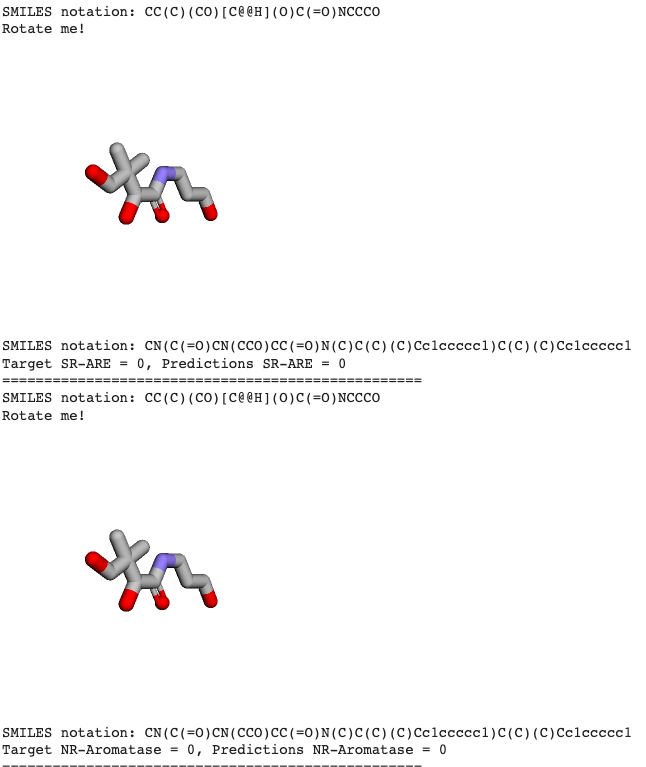 SMILES notation: CC(C)(CO)[C@@H](O)C(=O)NCCCO
Rotate me!
SMILES notation: CN(C(=O)CN(CCO)CC(=O)N(C)C(C)(C)Cc1ccccc1)C(C)(C)Cc1ccccc1
Target SR-ARE = 0, Predictions SR-ARE = 0
==================================================
SMILES notation: CC(C)(CO)[C@@H](O)C(=O)NCCCO
Rotate me!
SMILES notation: CN(C(=O)CN(CCO)CC(=O)N(C)C(C)(C)Cc1ccccc1)C(C)(C)Cc1ccccc1
Target NR-Aromatase = 0, Predictions NR-Aromatase = 0
==================================================